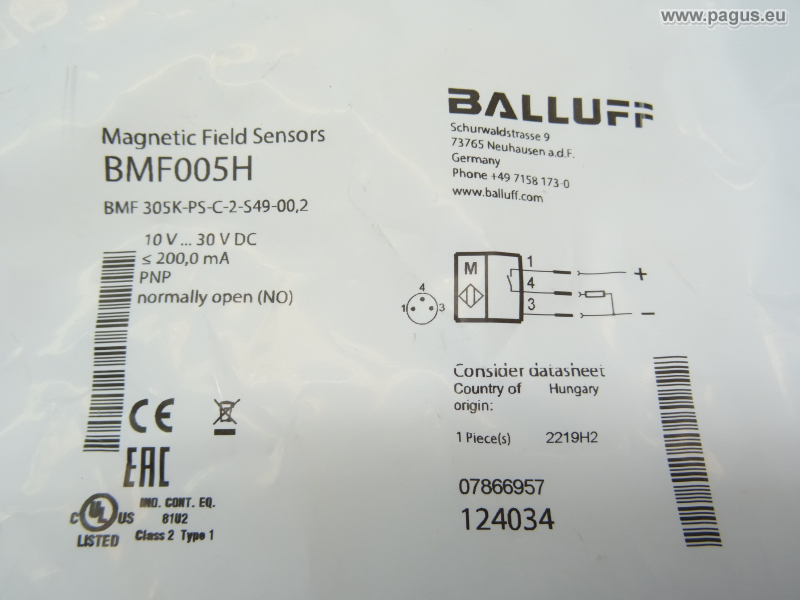 www.pagus.eu
Magnetic Field Sensors
BMF005H
BMF 305K-PS-C-2-S49-00,2
10 V ... 30 V DC
≤ 200,0 mA
PNP
normally open (NO)
CE
EAC
C UL US
LISTED
IND. CONT. EQ.
81U2
Class 2 Type 1
BALLUFF
Schurwaldstrasse 9
73765 Neuhausen a.d.F.
Germany
Phone +49 7158 173-0
www.balluff.com
4
1 3
M
1
4
3
+
−
Consider datasheet
Country of origin: Hungary
1 Piece(s) 2219H2
07866957
124034